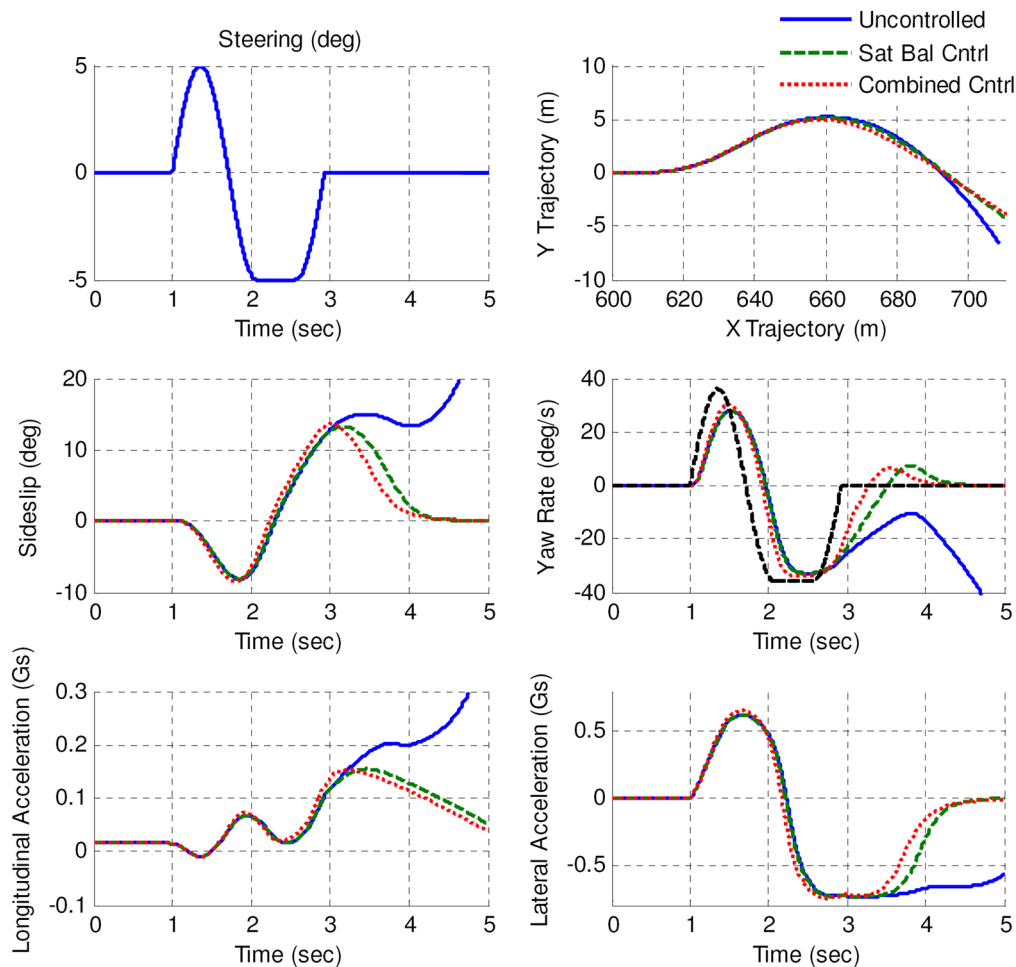 Uncontrolled
Sat Bal Cntrl
Combined Cntrl
Steering (deg)
5
0
-5
0 1 2 3 4 5
Time (sec)
Y Trajectory (m)
10
5
0
-5
-10
600 620 640 660 680 700
X Trajectory (m)
Sideslip (deg)
20
10
0
-10
0 1 2 3 4 5
Time (sec)
Yaw Rate (deg/s)
40
20
0
-20
-40
0 1 2 3 4 5
Time (sec)
Longitudinal Acceleration (Gs)
0.3
0.2
0.1
0
-0.1
0 1 2 3 4 5
Time (sec)
Lateral Acceleration (Gs)
0.5
0
-0.5
0 1 2 3 4 5
Time (sec)